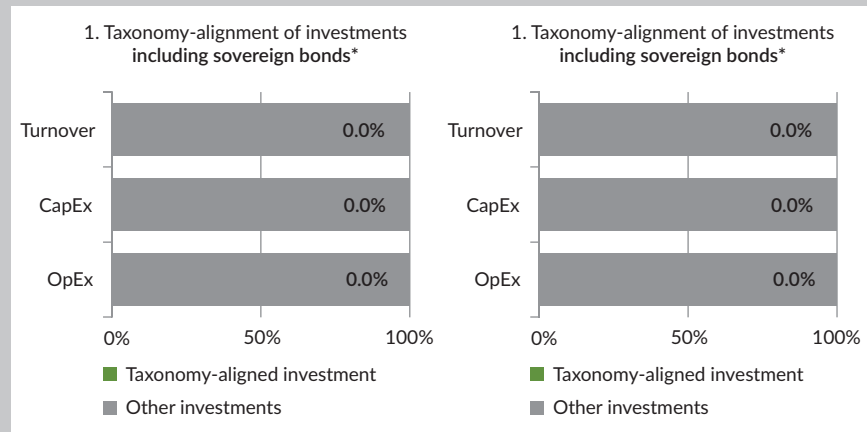 1. Taxonomy-alignment of investments
including sovereign bonds*
Turnover
0.0%
CapEx
0.0%
OpEx
0.0%
0%
50%
100%
Taxonomy-aligned investment
Other investments
1. Taxonomy-alignment of investments
including sovereign bonds*
Turnover
0.0%
CapEx
0.0%
OpEx
0.0%
0%
50%
100%
Taxonomy-aligned investment
Other investments